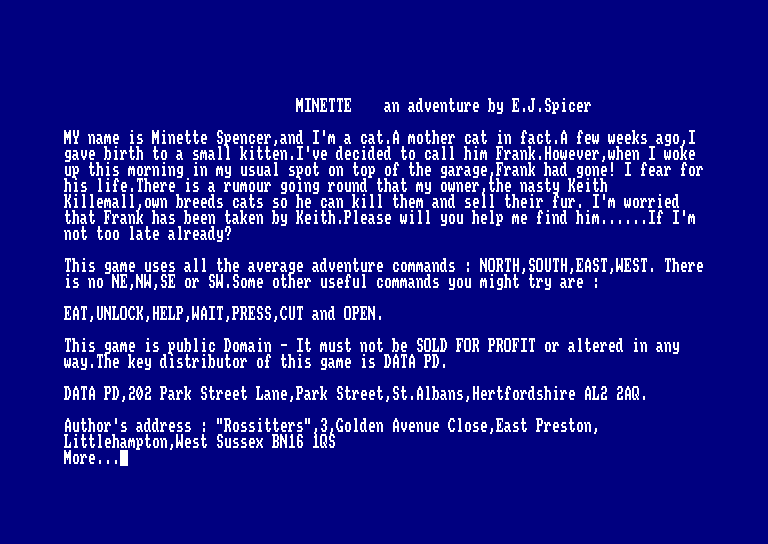 MINETTE    an adventure by E.J.Spicer
MY name is Minette Spencer,and I'm a cat.A mother cat in fact.A few weeks ago,I
gave birth to a small kitten.I've decided to call him Frank.However,when I woke
up this morning in my usual spot on top of the garage,Frank had gone! I fear for
his life.There is a rumour going round that my owner,the nasty Keith
Killemall,own breeds cats so he can kill them and sell their fur. I'm worried
that Frank has been taken by Keith.Please will you help me find him......If I'm
not too late already?
This game uses all the average adventure commands : NORTH,SOUTH,EAST,WEST. There
is no NE,NW,SE or SW.Some other useful commands you might try are :
EAT,UNLOCK,HELP,WAIT,PRESS,CUT and OPEN.
This game is public Domain - It must not be SOLD FOR PROFIT or altered in any
way.The key distributor of this game is DATA PD.
DATA PD,202 Park Street Lane,Park Street,St.Albans,Hertfordshire AL2 2AQ.
Author's address : "Rossitters",3,Golden Avenue Close,East Preston,
Littlehampton,West Sussex BN16 1QS
More...